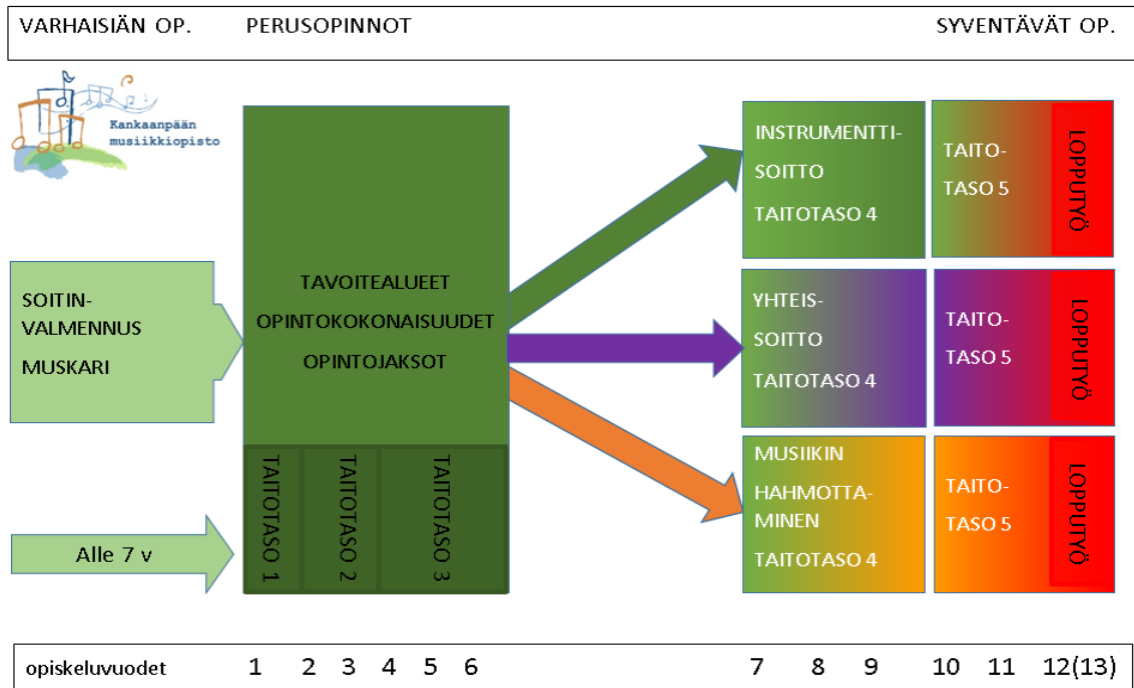 VARHAISIÄN OP. PERUSOPINNOT SYVENTÄVÄT OP.
Kankaanpään
musiikkiopisto
SOITIN-
VALMENNUS
MUSKARI
Alle 7 v
TAVOITEALUEET
OPINTOKOKONAISUUDET
OPINTOJAKSOT
TAITOTASO 1
TAITOTASO 2
TAITOTASO 3
INSTRUMENTTI-
SOITTO
TAITOTASO 4
TAITO-
TASO 5
LOPPUTYÖ
YHTEIS-
SOITTO
TAITOTASO 4
TAITO-
TASO 5
LOPPUTYÖ
MUSIIKIN
HAHMOTTA-
MINEN
TAITOTASO 4
TAITO-
TASO 5
LOPPUTYÖ
opiskeluvuodet 1 2 3 4 5 6 7 8 9 10 11 12(13)